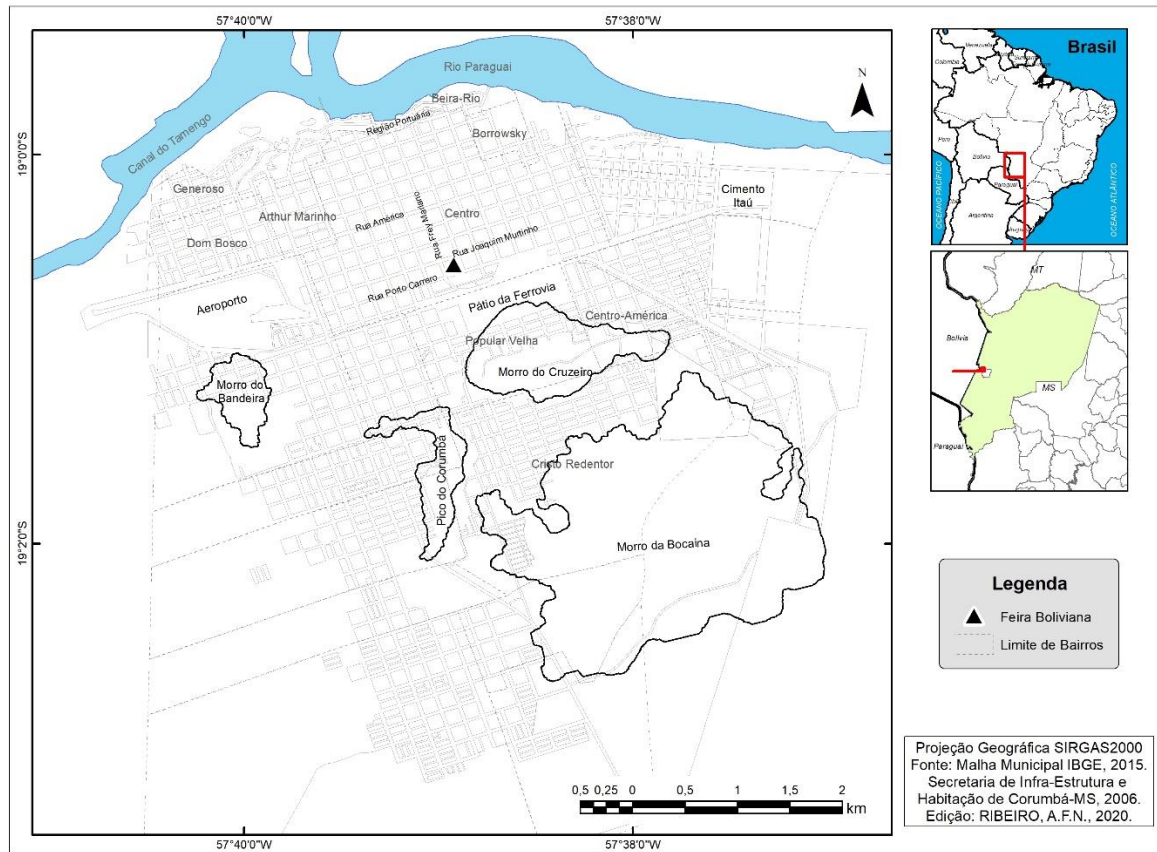 57°40'0"W
57°38'0"W
Rio Paraguai
Beira-Rio
Região Portuária
Borrowsky
Canal do Tamengo
19°0'0"S
N
Generoso
Arthur Marinho
Rua América
Rua Frey Mariano
Centro
Cimento
Itaú
Dom Bosco
Rua Joaquim Murtinho
Rua Porto Carrero
Pátio da Ferrovia
Aeroporto
Centro-América
Popular Velha
Morro do Cruzeiro
Morro do
Bandeira
Pico do Corumbá
Cristo Redentor
19°2'0"S
Morro da Bocaina
0,5 0,25 0 0,5 1 1,5 2
km
57°40'0"W
57°38'0"W
Brasil
Venezuela
Colombia
Peru
Bolivia
Paraguai
Argentina
OCEANO PACÍFICO
OCEANO ATLÂNTICO
MT
Bolívia
MS
Paraguai
Legenda
Feira Boliviana
Limite de Bairros
Projeção Geográfica SIRGAS2000
Fonte: Malha Municipal IBGE, 2015.
Secretaria de Infra-Estrutura e
Habitação de Corumbá-MS, 2006.
Edição: RIBEIRO, A.F.N., 2020.